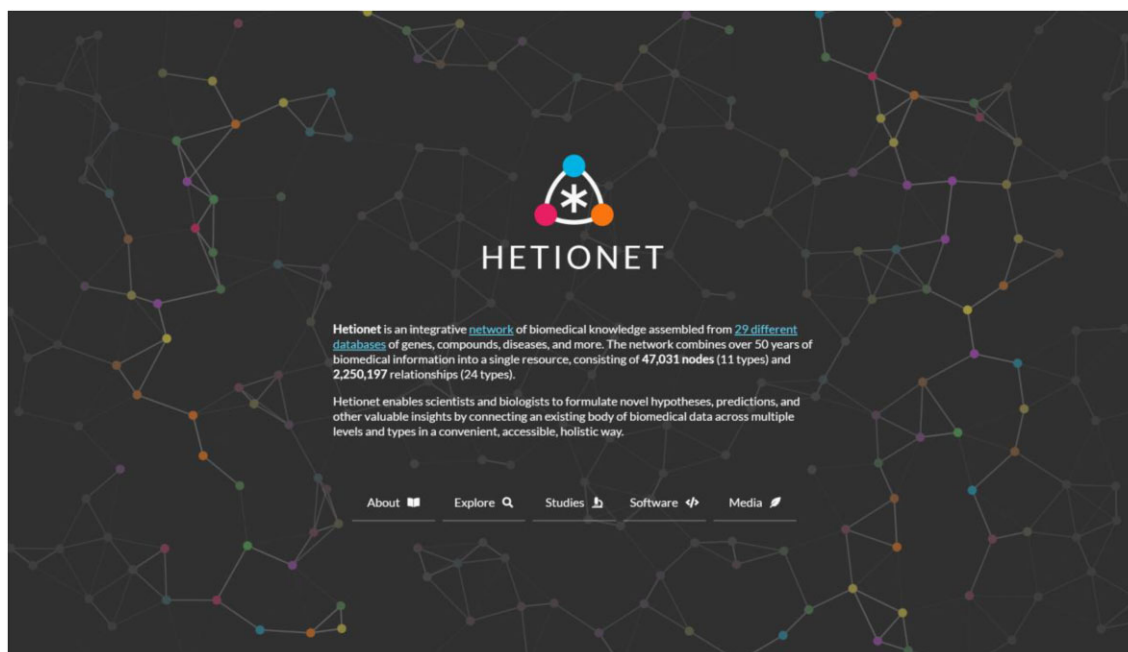 HETIONET
Hetionet is an integrative network of biomedical knowledge assembled from 29 different
databases of genes, compounds, diseases, and more. The network combines over 50 years of
biomedical information into a single resource, consisting of 47,031 nodes (11 types) and
2,250,197 relationships (24 types).
Hetionet enables scientists and biologists to formulate novel hypotheses, predictions, and
other valuable insights by connecting an existing body of biomedical data across multiple
levels and types in a convenient, accessible, holistic way.
About Explore Studies Software Media